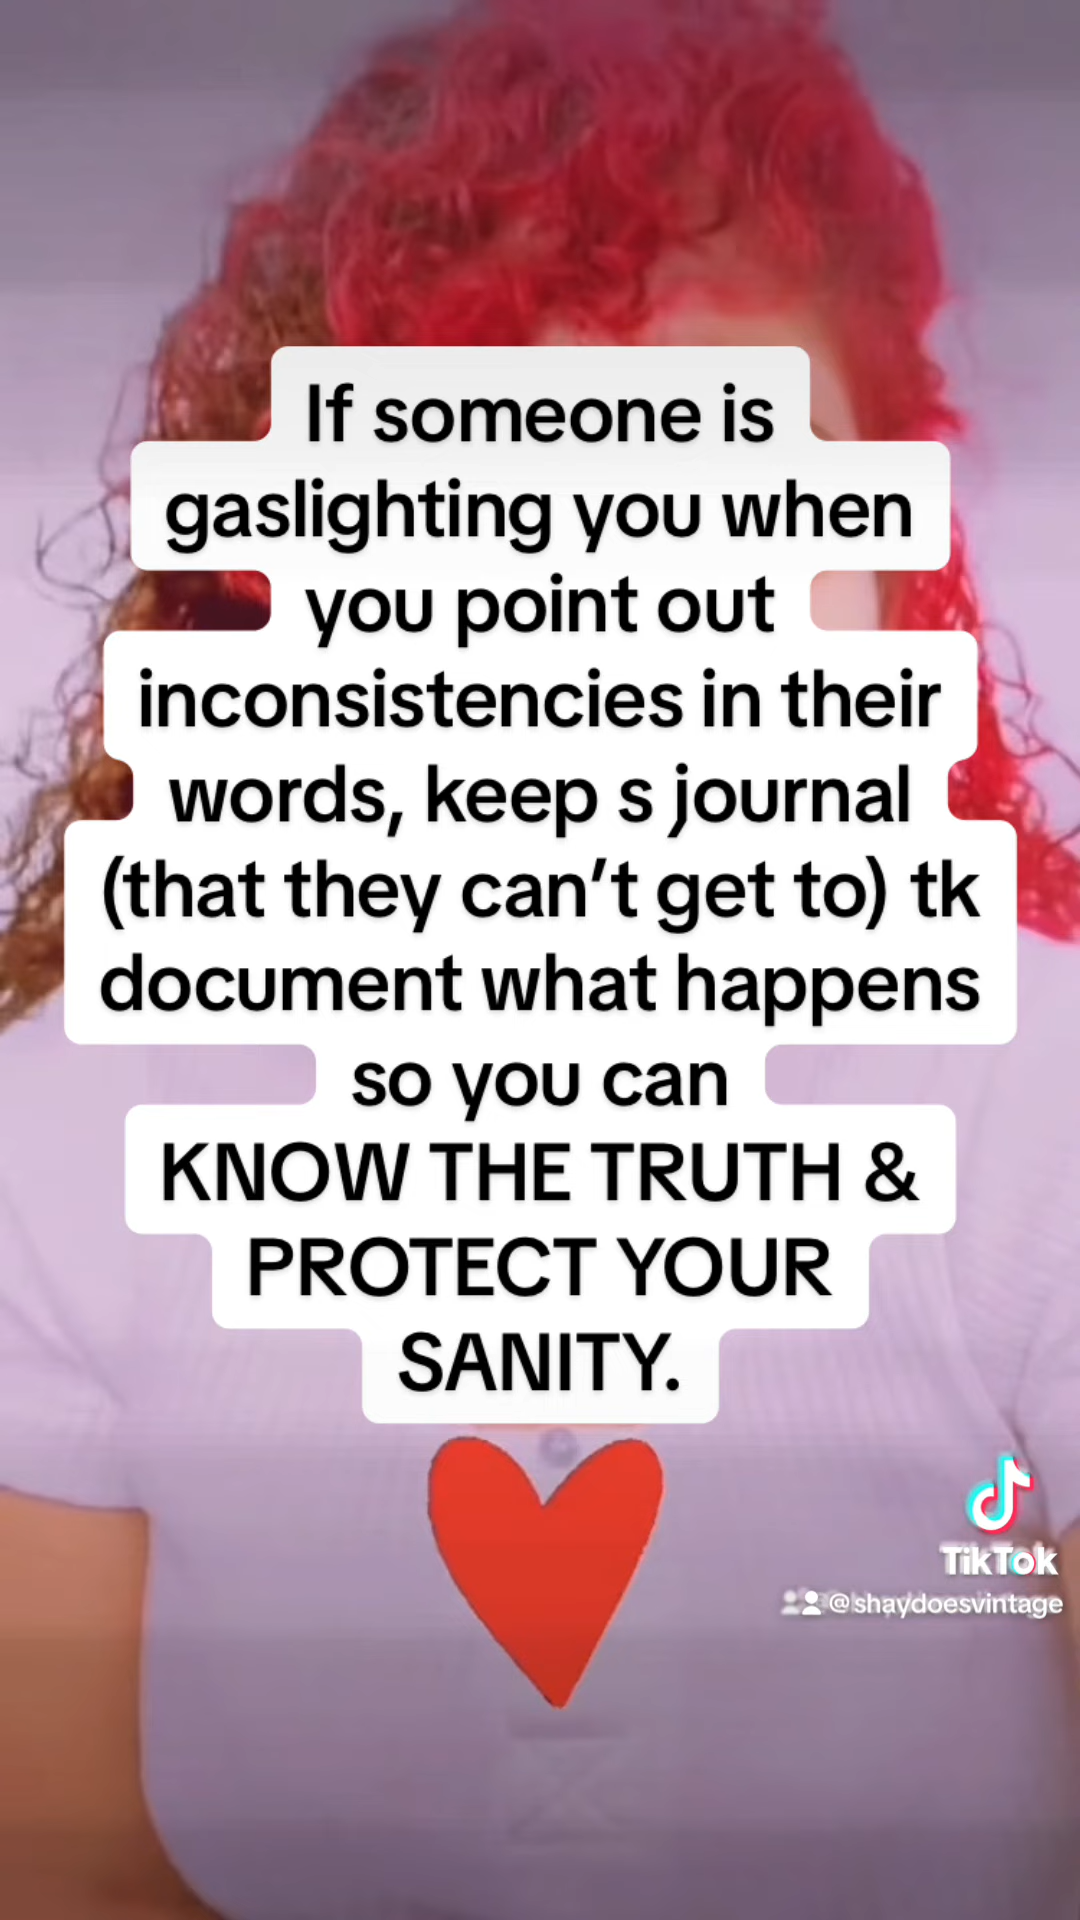 If someone is
gaslighting you when
you point out
inconsistencies in their
words, keep s journal
(that they can’t get to) tk
document what happens
so you can
KNOW THE TRUTH &
PROTECT YOUR
SANITY.
TikTok
@shaydoesvintage